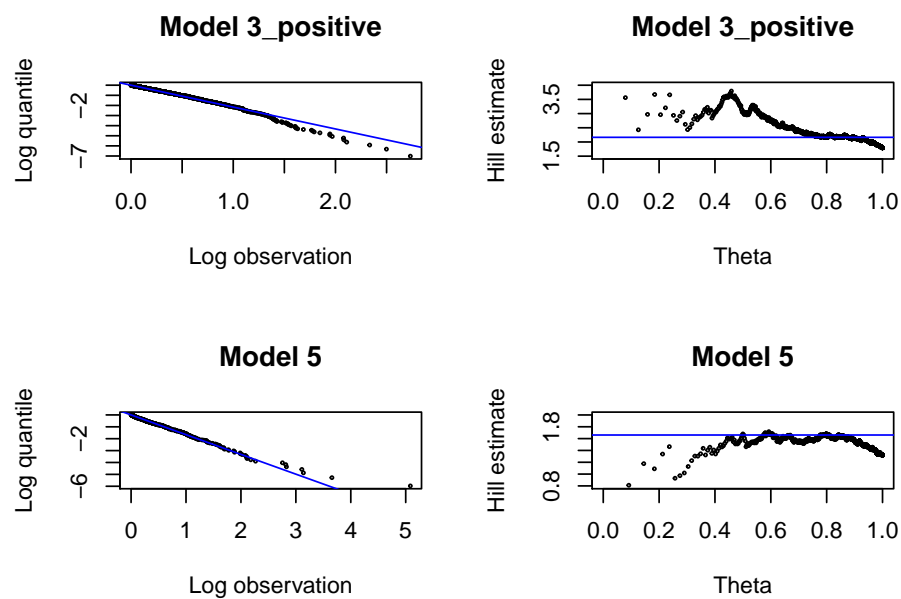 Model 3_positive
Log quantile
−2
−7
0.0 1.0 2.0
Log observation
Model 3_positive
Hill estimate
3.5
1.5
0.0 0.2 0.4 0.6 0.8 1.0
Theta
Model 5
Log quantile
−2
−6
0 1 2 3 4 5
Log observation
Model 5
Hill estimate
1.8
0.8
0.0 0.2 0.4 0.6 0.8 1.0
Theta